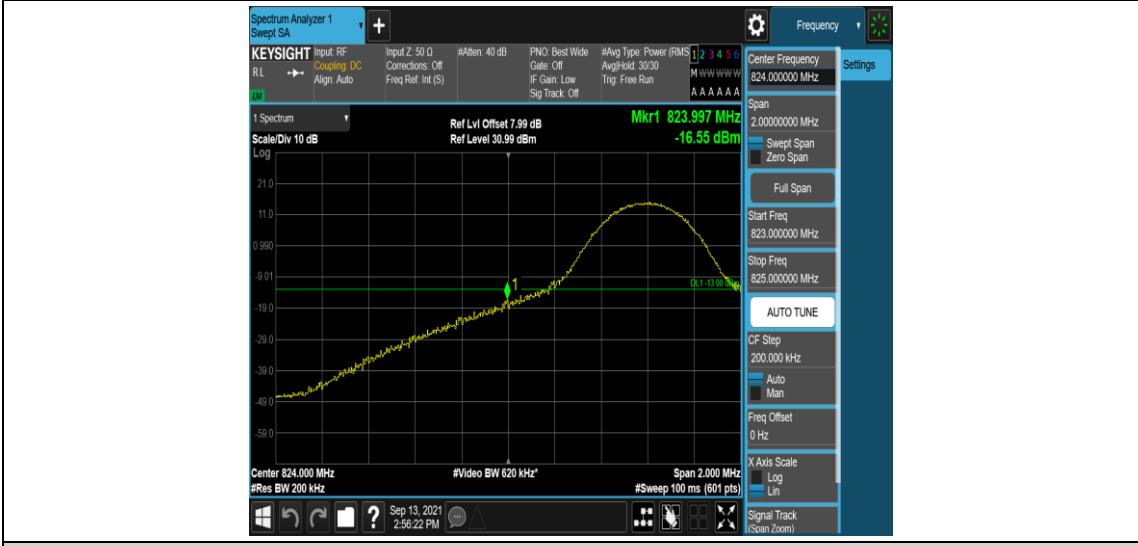 Spectrum Analyzer 1
Swept SA
Frequency
KEYSIGHT
RL
Input: RF
Coupling: DC
Align: Auto
Input Z: 50 Ω
Corrections: Off
Freq Ref: Int (S)
#Atten: 40 dB
PNO: Best Wide
Gate: Off
IF Gain: Low
Sig Track: Off
#Avg Type: Power (RMS
Avg|Hold: 30/30
Trig: Free Run
1 2 3 4 5 6
M W W W W W
A A A A A A
1 Spectrum
Scale/Div 10 dB
Log
Ref Lvl Offset 7.99 dB
Ref Level 30.99 dBm
Mkr1 823.997 MHz
-16.55 dBm
21.0
11.0
0.990
-9.01
-19.0
-29.0
-39.0
-49.0
-59.0
1
DL1 -13.00 dBm
Center 824.000 MHz
#Res BW 200 kHz
#Video BW 620 kHz*
Span 2.000 MHz
#Sweep 100 ms (601 pts)
Sep 13, 2021
2:56:22 PM
Center Frequency
824.000000 MHz
Settings
Span
2.00000000 MHz
Swept Span
Zero Span
Full Span
Start Freq
823.000000 MHz
Stop Freq
825.000000 MHz
AUTO TUNE
CF Step
200.000 kHz
Auto
Man
Freq Offset
0 Hz
X Axis Scale
Log
Lin
Signal Track
(Span Zoom)